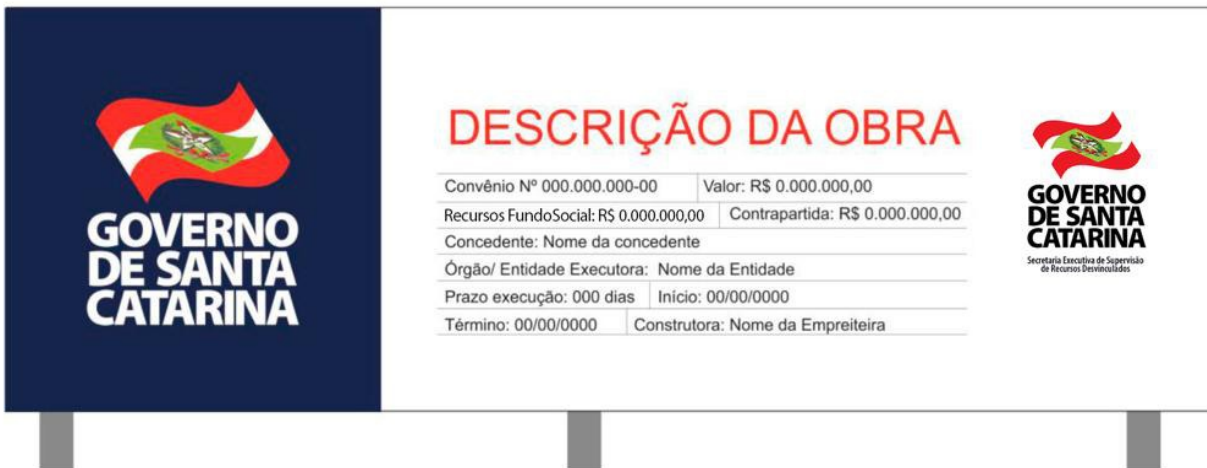 GOVERNO
DE SANTA
CATARINA
DESCRIÇÃO DA OBRA
Convênio Nº 000.000.000-00 Valor: R$ 0.000.000,00
Recursos FundoSocial: R$ 0.000.000,00 Contrapartida: R$ 0.000.000,00
Concedente: Nome da concedente
Órgão/ Entidade Executora: Nome da Entidade
Prazo execução: 000 dias Início: 00/00/0000
Término: 00/00/0000 Construtora: Nome da Empreiteira
GOVERNO
DE SANTA
CATARINA
Secretaria Executiva de Supervisão
de Recursos Desvinculados